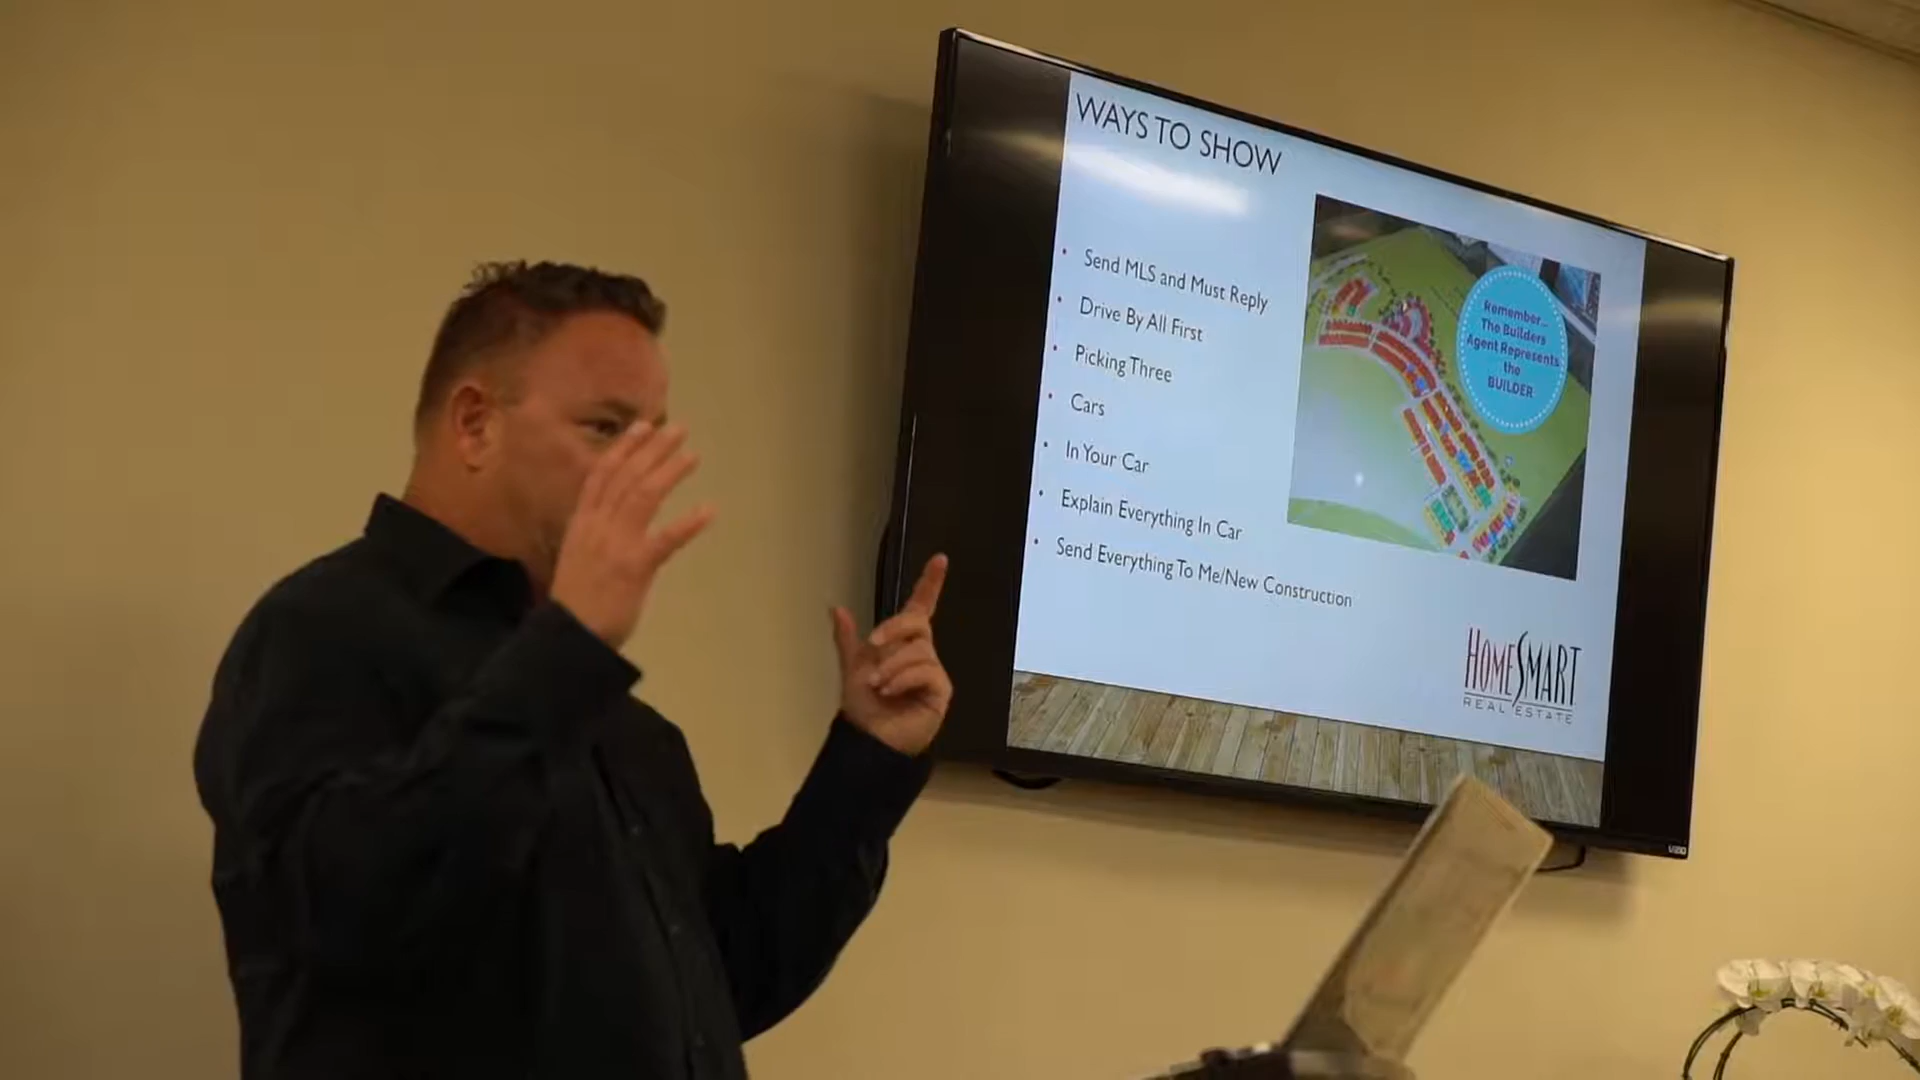 WAYS TO SHOW
Send MLS and Must Reply
Drive By All First
Picking Three
Cars
In Your Car
Explain Everything In Car
Send Everything To Me/New Construction
Remember...
The Builders
Agent Represents
the
BUILDER
HOMESMART
REAL ESTATE
VIZIO